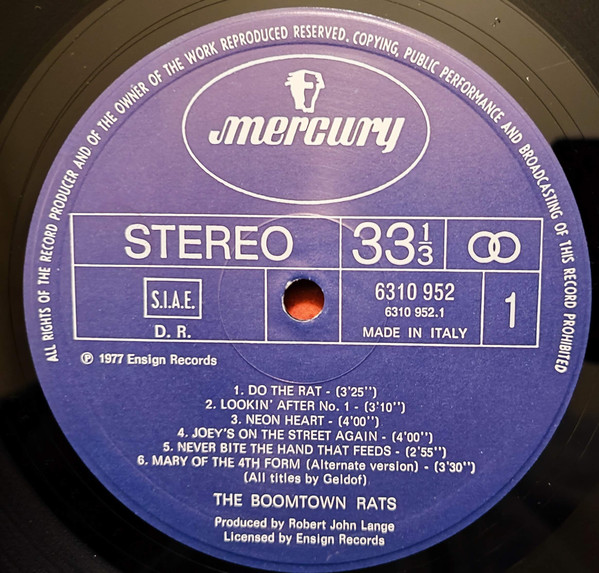 ALL RIGHTS OF THE RECORD PRODUCER AND OF THE OWNER OF THE WORK REPRODUCED RESERVED. COPYING, PUBLIC PERFORMANCE AND BROADCASTING OF THIS RECORD PROHIBITED
mercury
STEREO 33 1/3
S.I.A.E.
D. R.
6310 952
6310 952.1
MADE IN ITALY
1
℗ 1977 Ensign Records
1. DO THE RAT - (3'25'')
2. LOOKIN' AFTER No. 1 - (3'10'')
3. NEON HEART - (4'00'')
4. JOEY'S ON THE STREET AGAIN - (4'00'')
5. NEVER BITE THE HAND THAT FEEDS - (2'55'')
6. MARY OF THE 4TH FORM (Alternate version) - (3'30'')
(All titles by Geldof)
THE BOOMTOWN RATS
Produced by Robert John Lange
Licensed by Ensign Records